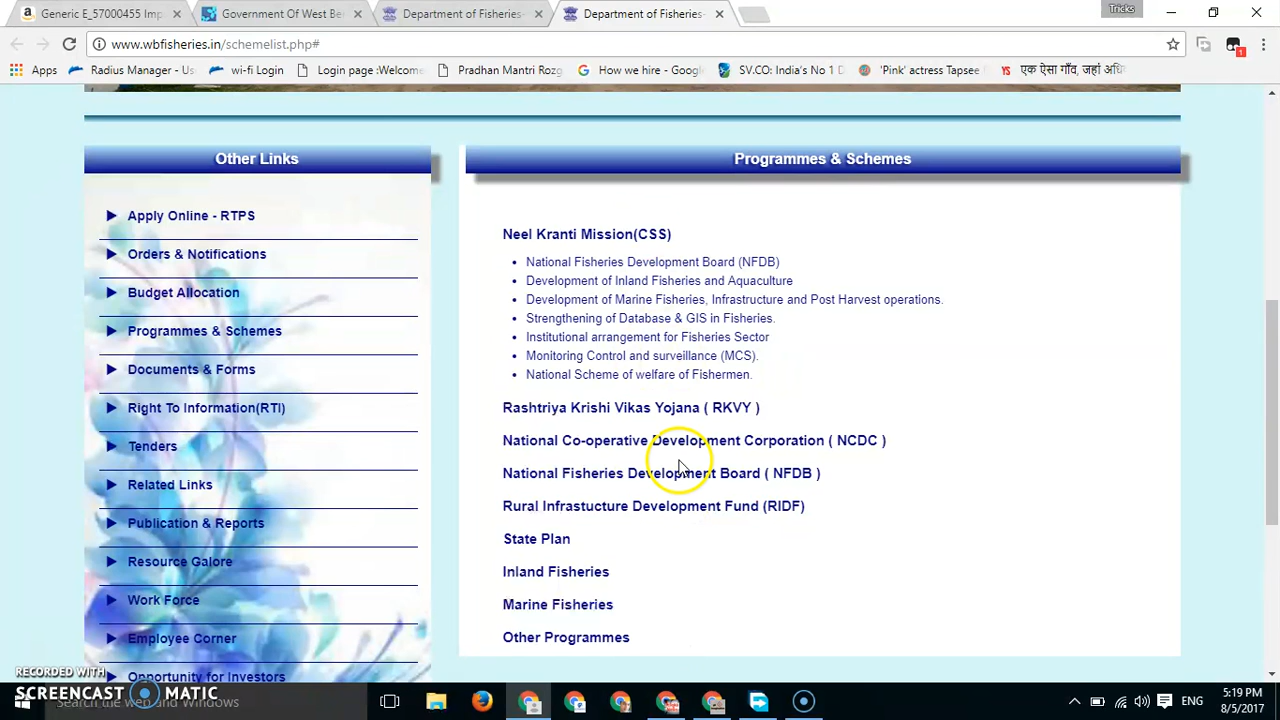 Tricks
Generic E_57000455 Imp
Government Of West Be
Department of Fisheries-
Department of Fisheries-
www.wbfisheries.in/schemelist.php#
1
Apps
Radius Manager - Us
wi-fi Login
Login page :Welcome
Pradhan Mantri Rozg
How we hire - Googl
SV.CO: India's No 1 D
'Pink' actress Tapsee
एक ऐसा गाँव, जहां
Other Links
Apply Online - RTPS
Orders & Notifications
Budget Allocation
Programmes & Schemes
Documents & Forms
Right To Information(RTI)
Tenders
Related Links
Publication & Reports
Resource Galore
Work Force
Employee Corner
Opportunity for Investors
Programmes & Schemes
Neel Kranti Mission(CSS)
National Fisheries Development Board (NFDB)
Development of Inland Fisheries and Aquaculture
Development of Marine Fisheries, Infrastructure and Post Harvest operations.
Strengthening of Database & GIS in Fisheries.
Institutional arrangement for Fisheries Sector
Monitoring Control and surveillance (MCS).
National Scheme of welfare of Fishermen.
Rashtriya Krishi Vikas Yojana ( RKVY )
National Co-operative Development Corporation ( NCDC )
National Fisheries Development Board ( NFDB )
Rural Infrastucture Development Fund (RIDF)
State Plan
Inland Fisheries
Marine Fisheries
Other Programmes
RECORDED WITH
SCREENCAST MATIC
Search the web and Windows
ENG
5:19 PM
8/5/2017